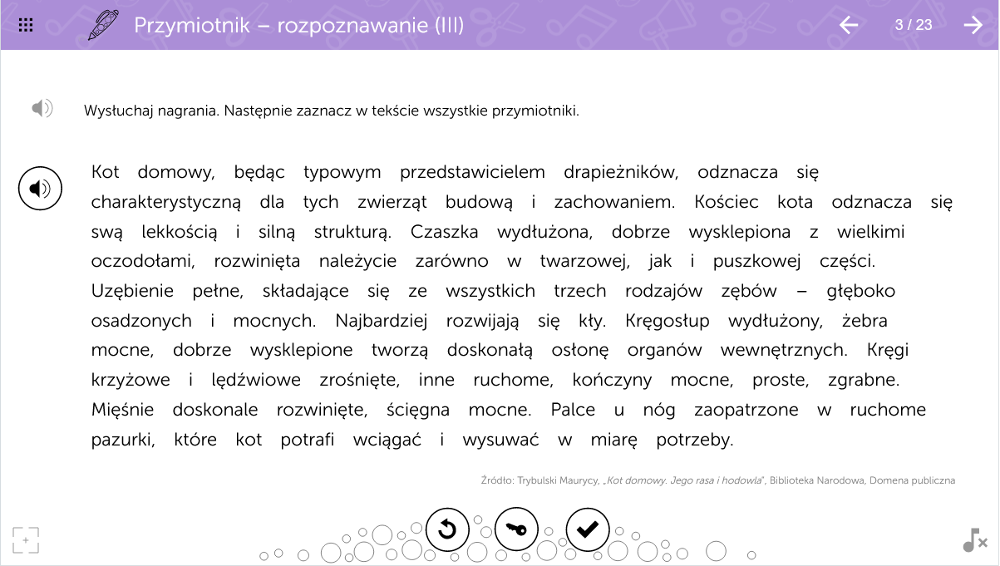 Przymiotnik – rozpoznawanie (III)
3 / 23
Wysłuchaj nagrania. Następnie zaznacz w tekście wszystkie przymiotniki.
Kot domowy, będąc typowym przedstawicielem drapieżników, odznacza się
charakterystyczną dla tych zwierząt budową i zachowaniem. Kościec kota odznacza się
swą lekkością i silną strukturą. Czaszka wydłużona, dobrze wysklepiona z wielkimi
oczodołami, rozwinięta należycie zarówno w twarzowej, jak i puszkowej części.
Uzębienie pełne, składające się ze wszystkich trzech rodzajów zębów – głęboko
osadzonych i mocnych. Najbardziej rozwijają się kły. Kręgosłup wydłużony, żebra
mocne, dobrze wysklepione tworzą doskonałą osłonę organów wewnętrznych. Kręgi
krzyżowe i lędźwiowe zrośnięte, inne ruchome, kończyny mocne, proste, zgrabne.
Mięśnie doskonale rozwinięte, ścięgna mocne. Palce u nóg zaopatrzone w ruchome
pazurki, które kot potrafi wciągać i wysuwać w miarę potrzeby.
Źródło: Trybulski Maurycy, „Kot domowy. Jego rasa i hodowla”, Biblioteka Narodowa, Domena publiczna